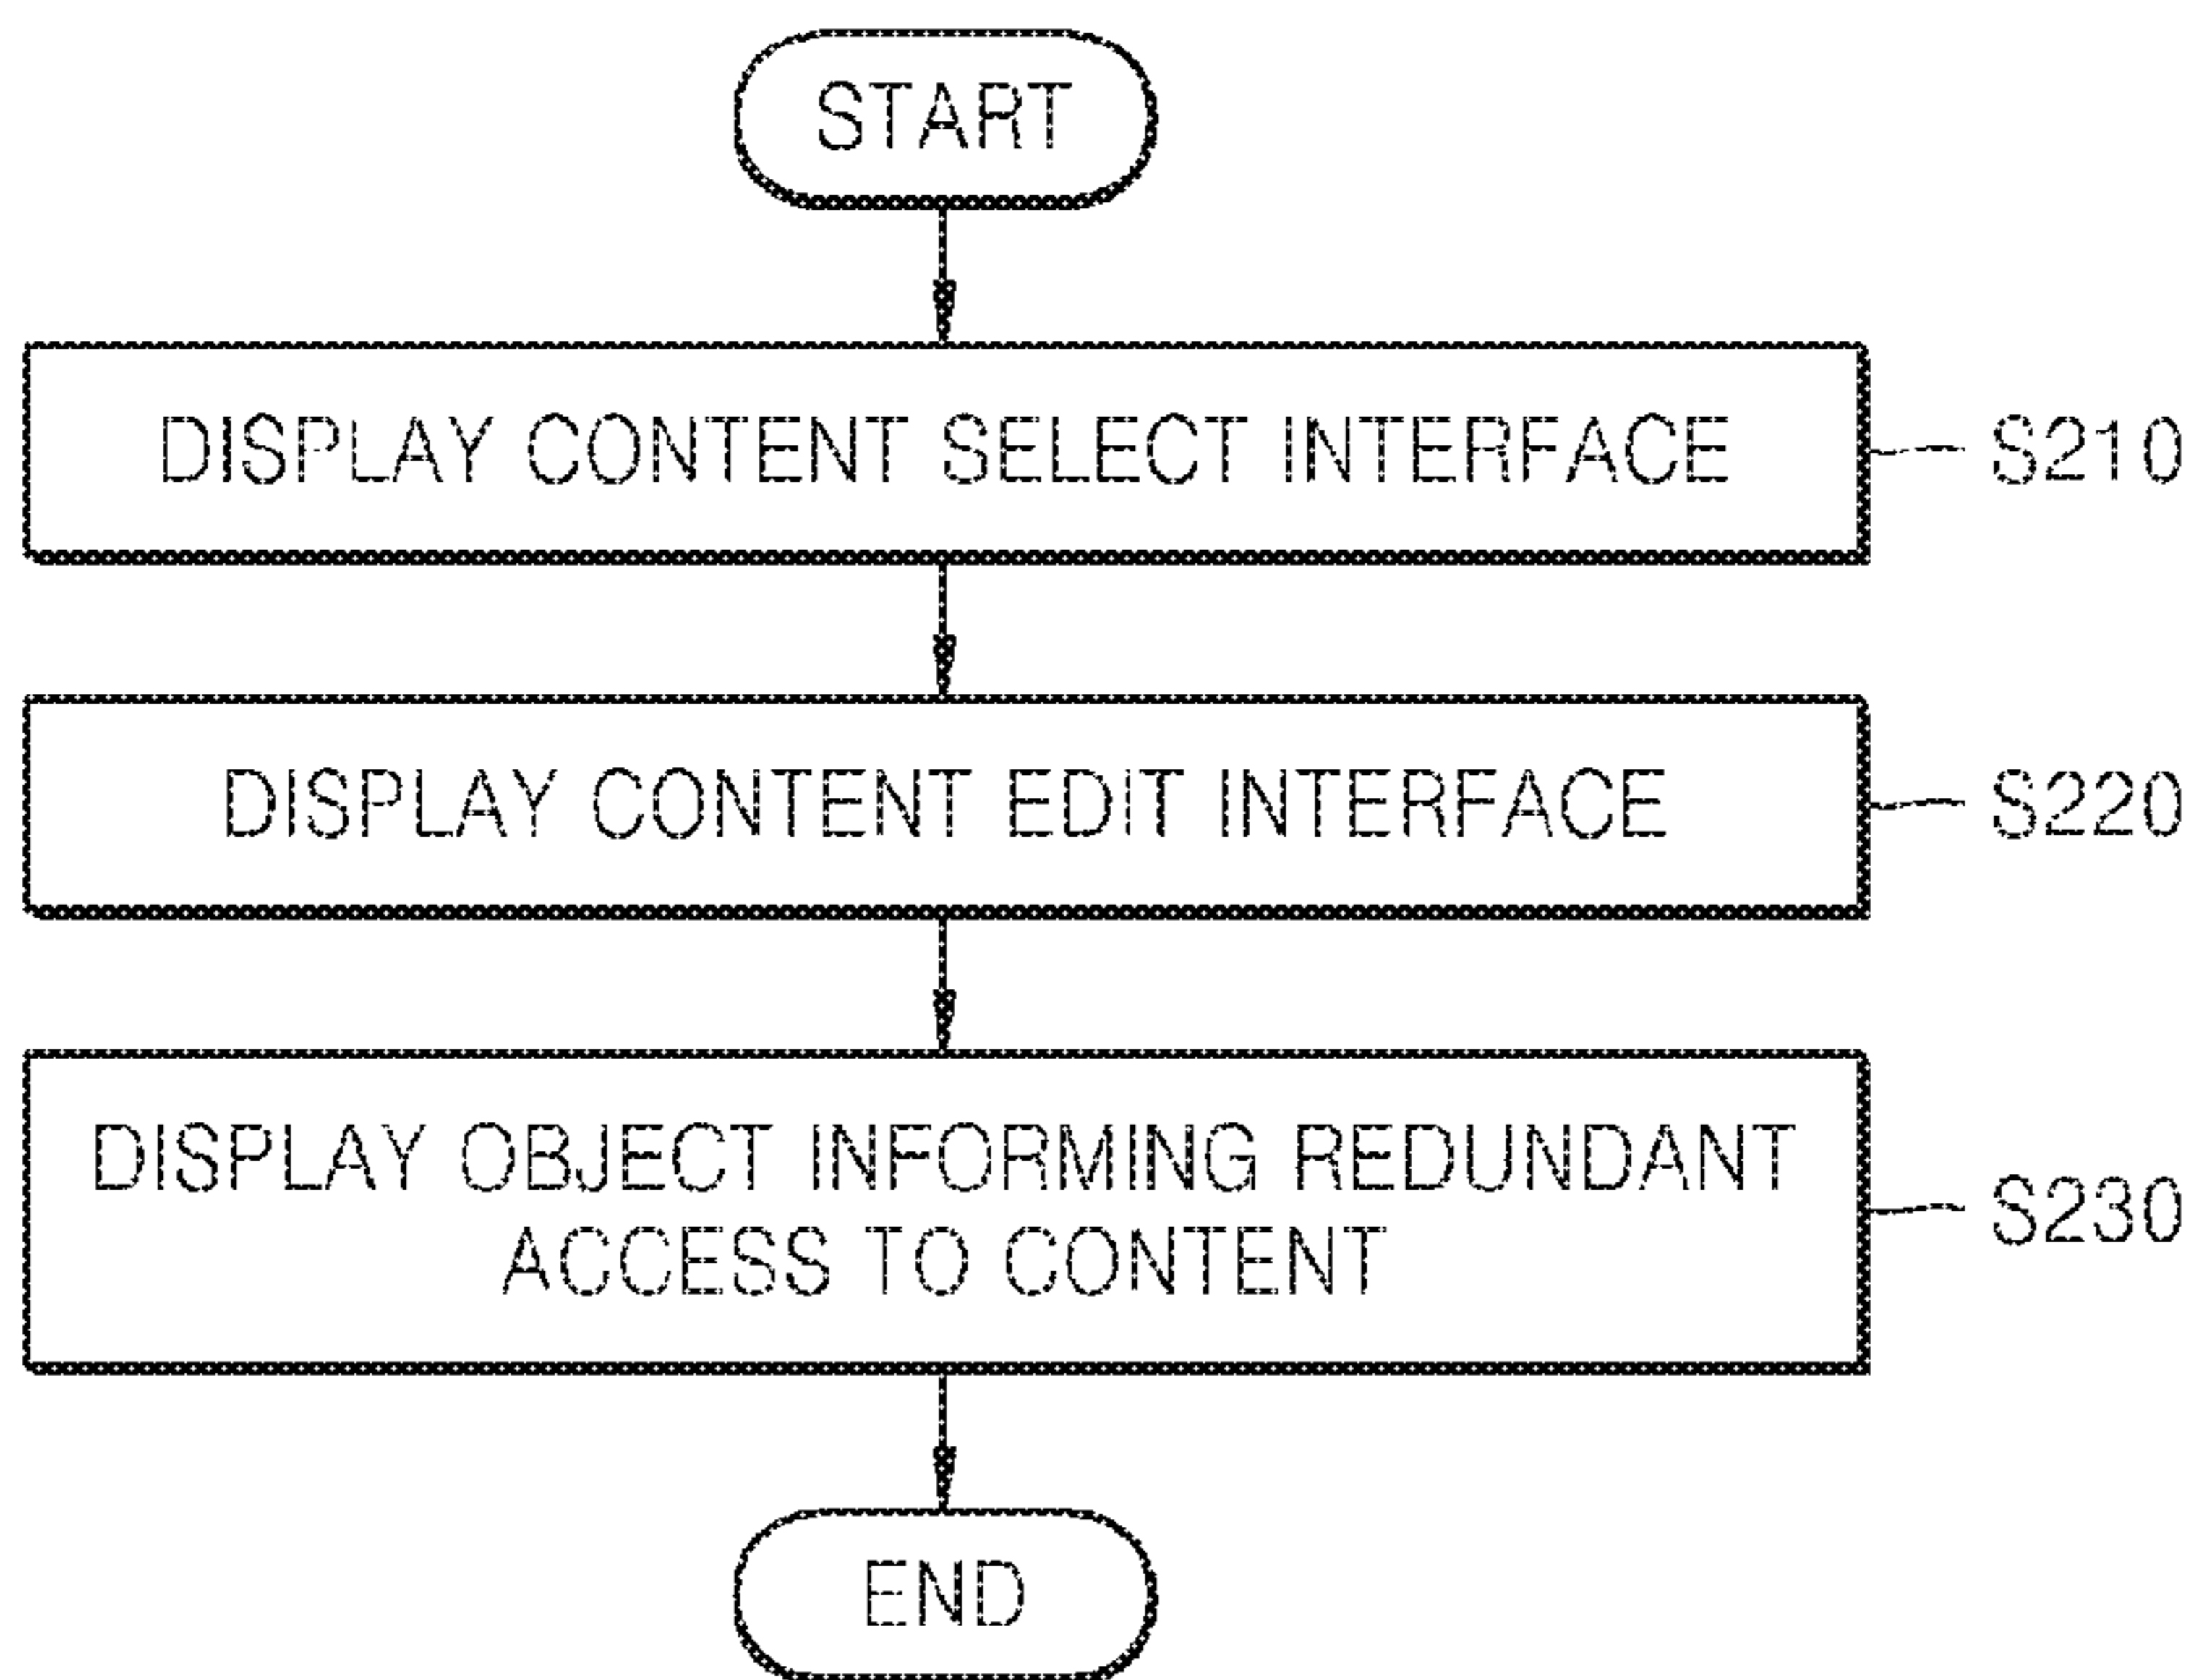 START
DISPLAY CONTENT SELECT INTERFACE
S210
DISPLAY CONTENT EDIT INTERFACE
S220
DISPLAY OBJECT INFORMING REDUNDANT
ACCESS TO CONTENT
S230
END